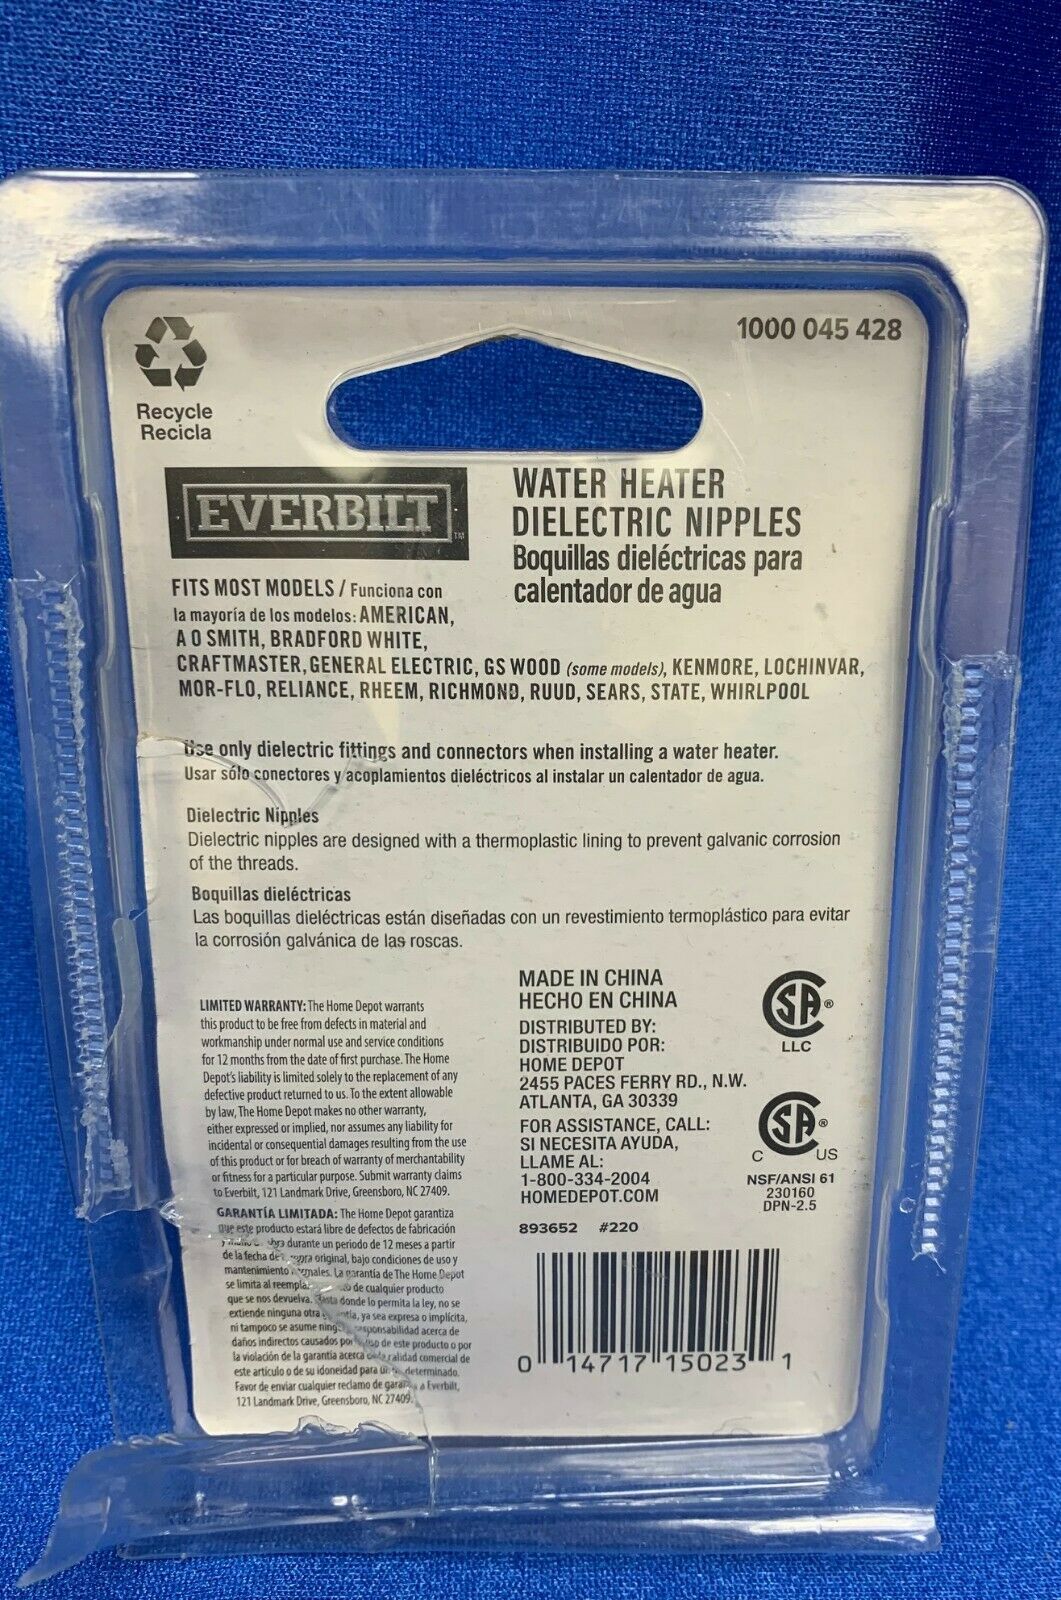 1000 045 428
Recycle
Recicla
EVERBILT TM
WATER HEATER
DIELECTRIC NIPPLES
Boquillas dieléctricas para
calentador de agua
FITS MOST MODELS / Funciona con
la mayoría de los modelos: AMERICAN,
A O SMITH, BRADFORD WHITE,
CRAFTMASTER, GENERAL ELECTRIC, GS WOOD (some models), KENMORE, LOCHINVAR,
MOR-FLO, RELIANCE, RHEEM, RICHMOND, RUUD, SEARS, STATE, WHIRLPOOL
Use only dielectric fittings and connectors when installing a water heater.
Usar sólo conectores y acoplamientos dieléctricos al instalar un calentador de agua.
Dielectric Nipples
Dielectric nipples are designed with a thermoplastic lining to prevent galvanic corrosion
of the threads.
Boquillas dieléctricas
Las boquillas dieléctricas están diseñadas con un revestimiento termoplástico para evitar
la corrosión galvánica de las roscas.
LIMITED WARRANTY: The Home Depot warrants
this product to be free from defects in material and
workmanship under normal use and service conditions
for 12 months from the date of first purchase. The Home
Depot's liability is limited solely to the replacement of any
defective product returned to us. To the extent allowable
by law, The Home Depot makes no other warranty,
either expressed or implied, nor assumes any liability for
incidental or consequential damages resulting from the use
of this product or for breach of warranty of merchantability
or fitness for a particular purpose. Submit warranty claims
to Everbilt, 121 Landmark Drive, Greensboro, NC 27409.
GARANTÍA LIMITADA: The Home Depot garantiza
que este producto estará libre de defectos de fabricación
durante un periodo de 12 meses a partir
de la fecha de original, bajo condiciones de uso y
mantenimiento La garantía de The Home Depot
se limita al de cualquier producto
que se nos devuelva. Hasta donde lo permita la ley, no se
extiende ninguna otra ya sea expresa o implícita,
ni tampoco se asume responsabilidad acerca de
daños indirectos causados por uso de este producto o por
la violación de la garantía acerca calidad comercial de
este artículo o de su idoneidad para determinado.
Favor de enviar cualquier reclamo de a Everbilt,
121 Landmark Drive, Greensboro, NC 27409.
MADE IN CHINA
HECHO EN CHINA
DISTRIBUTED BY:
DISTRIBUIDO POR:
HOME DEPOT
2455 PACES FERRY RD., N.W.
ATLANTA, GA 30339
FOR ASSISTANCE, CALL:
SI NECESITA AYUDA,
LLAME AL:
1-800-334-2004
HOMEDEPOT.COM
893652 #220
SA ®
LLC
SA ®
C US
NSF/ANSI 61
230160
DPN-2.5
0 14717 15023 1